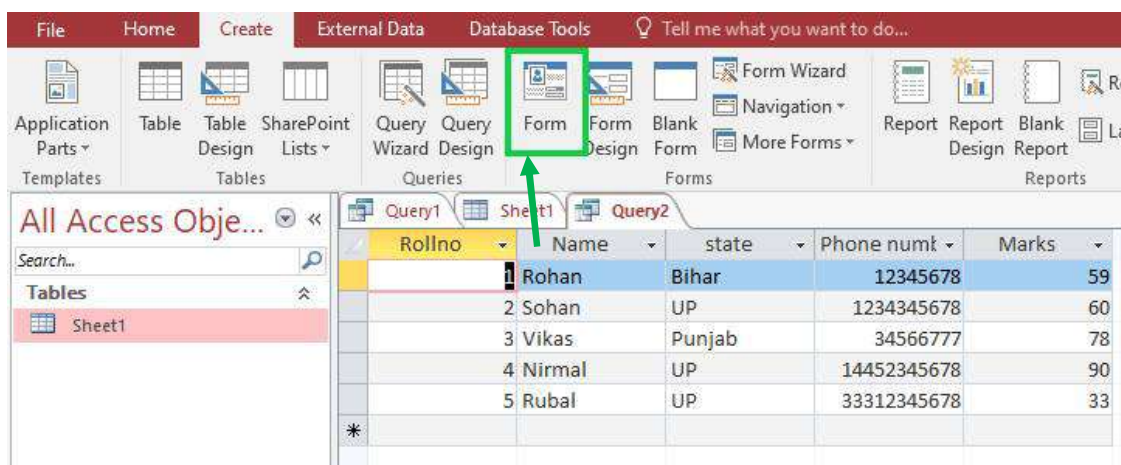 File Home Create External Data Database Tools Tell me what you want to do...
Application Parts
Table
Table Design
SharePoint Lists
Query Wizard
Query Design
Form
Form Design
Blank Form
Form Wizard
Navigation
More Forms
Report
Report Design
Blank Report
Templates Tables Queries Forms Reports
All Access Obje...
Search...
Tables
Sheet1
Query1 Sheet1 Query2
Rollno Name state Phone numb Marks
1 Rohan Bihar 12345678 59
2 Sohan UP 1234345678 60
3 Vikas Punjab 34566777 78
4 Nirmal UP 14452345678 90
5 Rubal UP 33312345678 33